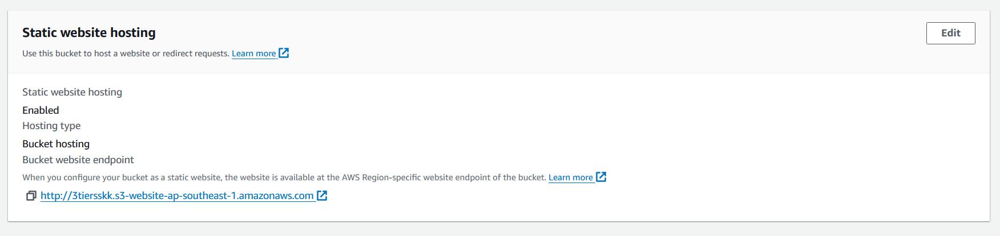 Static website hosting
Edit
Use this bucket to host a website or redirect requests. Learn more
Static website hosting
Enabled
Hosting type
Bucket hosting
Bucket website endpoint
When you configure your bucket as a static website, the website is available at the AWS Region-specific website endpoint of the bucket. Learn more
http://3tiersskk.s3-website-ap-southeast-1.amazonaws.com